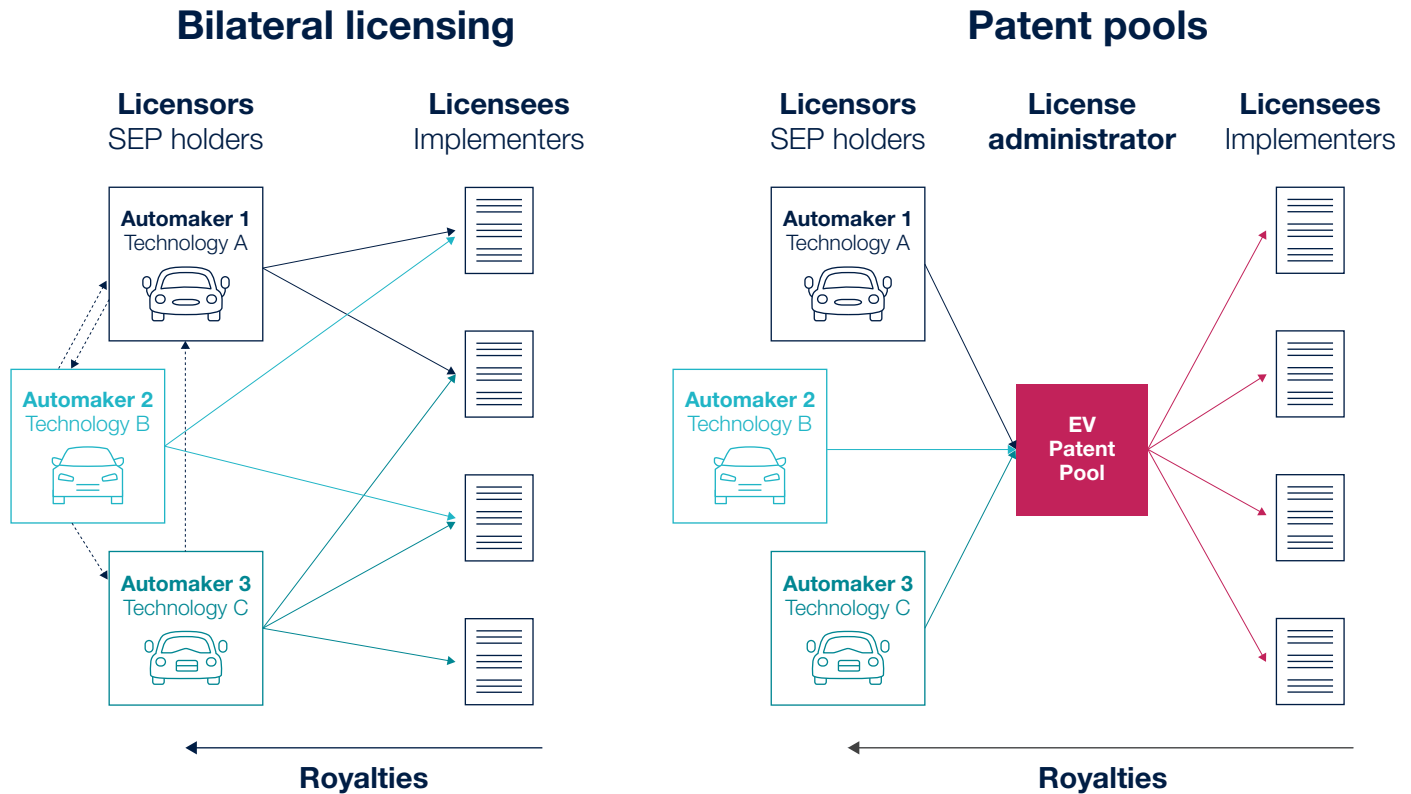 Bilateral licensing
Licensors
SEP holders
Licensees
Implementers
Automaker 1
Technology A
Automaker 2
Technology B
Automaker 3
Technology C
Royalties
Patent pools
Licensors
SEP holders
License
administrator
Licensees
Implementers
Automaker 1
Technology A
Automaker 2
Technology B
Automaker 3
Technology C
EV
Patent
Pool
Royalties